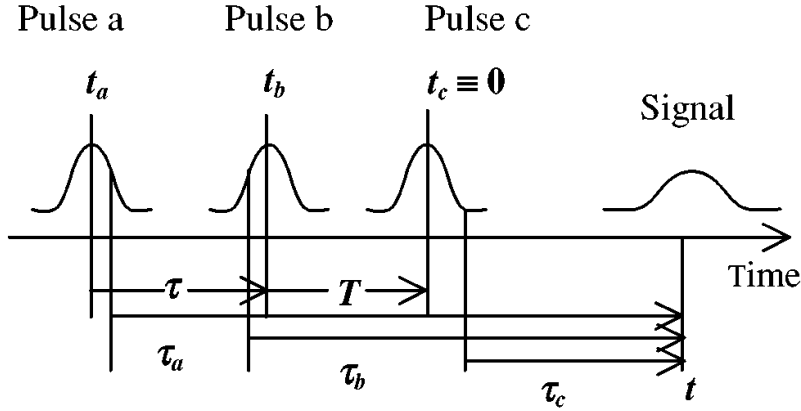 Pulse a Pulse b Pulse c
t_a t_b t_c ≡ 0
Signal
Time
τ T
τ_a τ_b τ_c t